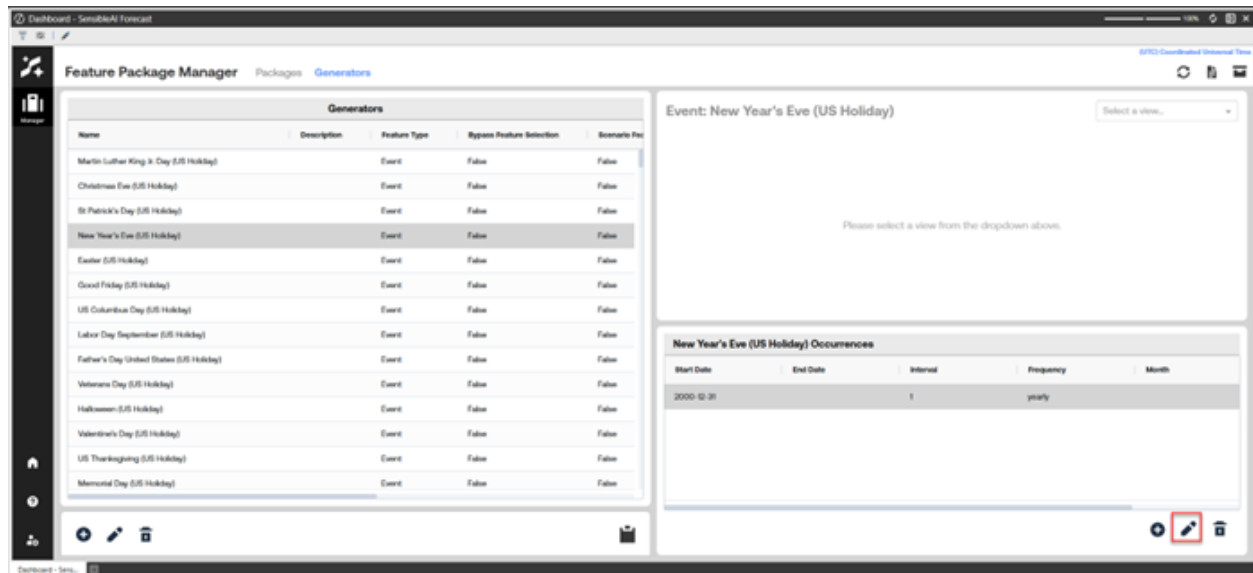 Dashboard - SensibleAI Forecast
100%
(UTC) Coordinated Universal Time
Feature Package Manager Packages Generators
Manager
Generators
Name Description Feature Type Bypass Feature Selection Scenario Fea
Martin Luther King Jr. Day (US Holiday) Event False False
Christmas Eve (US Holiday) Event False False
St Patrick's Day (US Holiday) Event False False
New Year's Eve (US Holiday) Event False False
Easter (US Holiday) Event False False
Good Friday (US Holiday) Event False False
US Columbus Day (US Holiday) Event False False
Labor Day September (US Holiday) Event False False
Father's Day United States (US Holiday) Event False False
Veterans Day (US Holiday) Event False False
Halloween (US Holiday) Event False False
Valentine's Day (US Holiday) Event False False
US Thanksgiving (US Holiday) Event False False
Memorial Day (US Holiday) Event False False
Event: New Year's Eve (US Holiday) Select a view...
Please select a view from the dropdown above.
New Year's Eve (US Holiday) Occurrences
Start Date End Date Interval Frequency Month
2000-12-31 1 yearly
Dashboard - Sens...